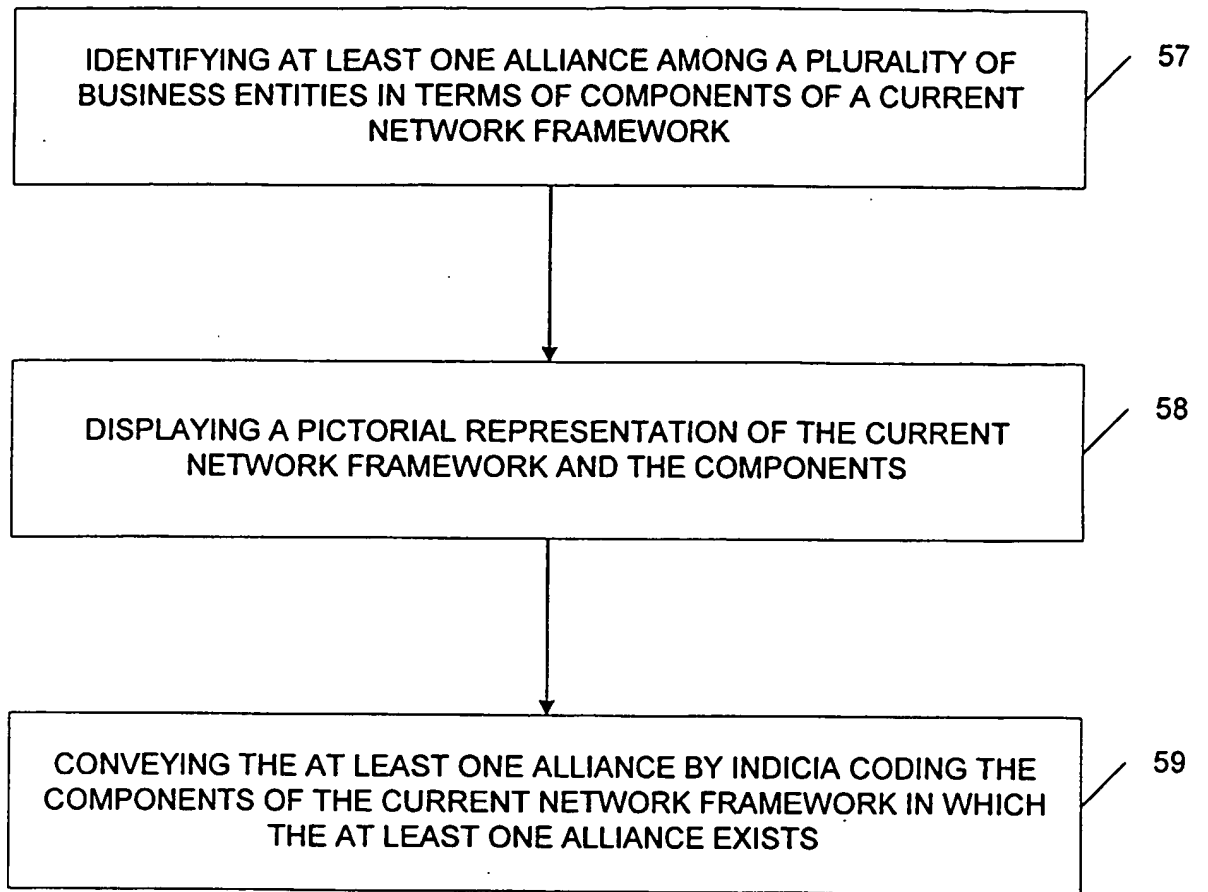 IDENTIFYING AT LEAST ONE ALLIANCE AMONG A PLURALITY OF
BUSINESS ENTITIES IN TERMS OF COMPONENTS OF A CURRENT
NETWORK FRAMEWORK
57
DISPLAYING A PICTORIAL REPRESENTATION OF THE CURRENT
NETWORK FRAMEWORK AND THE COMPONENTS
58
CONVEYING THE AT LEAST ONE ALLIANCE BY INDICIA CODING THE
COMPONENTS OF THE CURRENT NETWORK FRAMEWORK IN WHICH
THE AT LEAST ONE ALLIANCE EXISTS
59